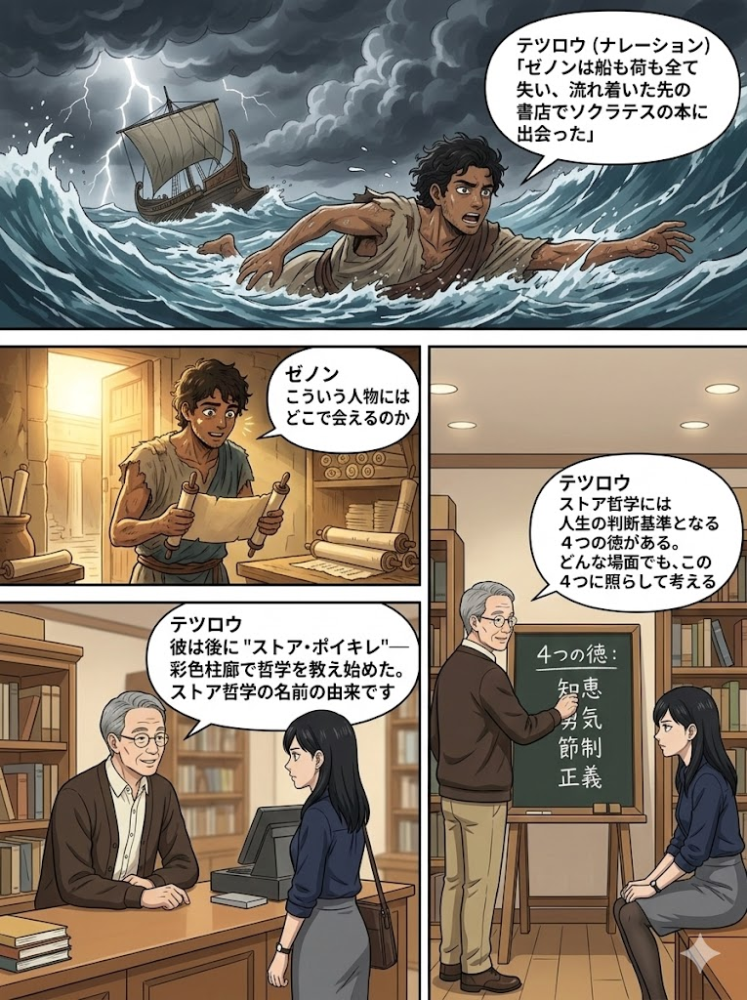 テツロウ（ナレーション）
「ゼノンは船も荷も全て
失い、流れ着いた先の
書店でソクラテスの本に
出会った」
ゼノン
こういう人物には
どこで会えるのか
テツロウ
彼は後に "ストア・ポイキレ"―
彩色柱廊で哲学を教え始めた。
ストア哲学の名前の由来です
テツロウ
ストア哲学には
人生の判断基準となる
４つの徳がある。
どんな場面でも、この
４つに照らして考える
4つの徳：
知恵
勇気
節制
正義